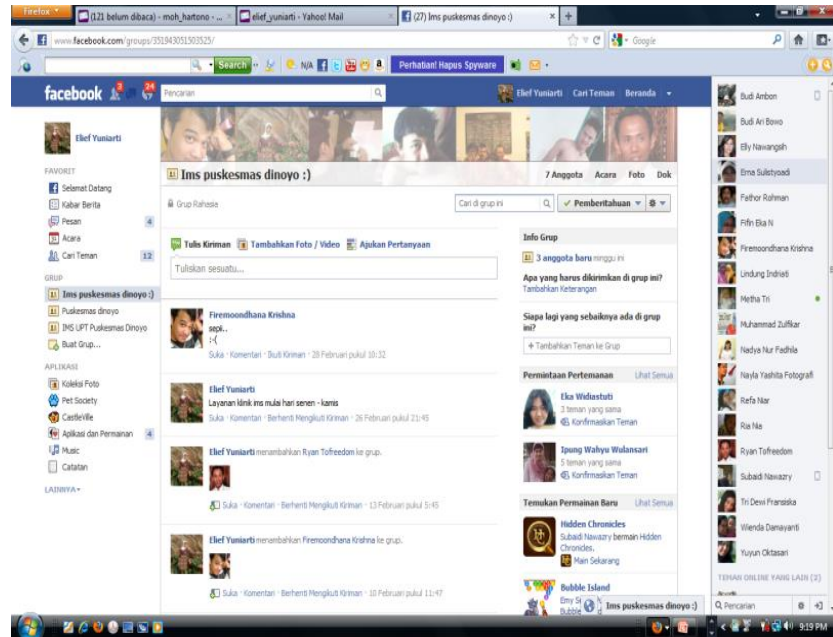 Firefox
(121 belum dibaca) - moh_hartono - ...
elief_yuniarti - Yahoo! Mail
(27) Ims puskesmas dinoyo :)
www.facebook.com/groups/351943051503525/
Google
Search
N/A
Perhatian! Hapus Spyware
facebook
3
24
Pencarian
Elief Yuniarti
Cari Teman
Beranda
Elief Yuniarti
FAVORIT
Selamat Datang
Kabar Berita
Pesan 4
Acara
Cari Teman 12
GRUP
Ims puskesmas dinoyo :)
Puskesmas dinoyo
IMS UPT Puskesmas Dinoyo
Buat Grup...
APLIKASI
Koleksi Foto
Pet Society
CastleVille
Aplikasi dan Permainan 4
Music
Catatan
LAINNYA
Ims puskesmas dinoyo :)
7 Anggota Acara Foto Dok
Grup Rahasia
Cari di grup ini
Pemberitahuan
Tulis Kiriman Tambahkan Foto / Video Ajukan Pertanyaan
Tuliskan sesuatu...
Firemoondhana Krishna
sepi..
:-(
Suka · Komentari · Ikuti Kiriman · 28 Februari pukul 10:32
Elief Yuniarti
Layanan klinik ims mulai hari senen - kamis
Suka · Komentari · Berhenti Mengikuti Kiriman · 26 Februari pukul 21:45
Elief Yuniarti menambahkan Ryan Tofreedom ke grup.
Suka · Komentari · Berhenti Mengikuti Kiriman · 13 Februari pukul 5:45
Elief Yuniarti menambahkan Firemoondhana Krishna ke grup.
Suka · Komentari · Berhenti Mengikuti Kiriman · 10 Februari pukul 11:47
Info Grup
3 anggota baru minggu ini
Apa yang harus dikirimkan di grup ini?
Tambahkan Keterangan
Siapa lagi yang sebaiknya ada di grup
ini?
+ Tambahkan Teman ke Grup
Permintaan Pertemanan Lihat Semua
Eka Widiastuti
3 teman yang sama
Konfirmasikan Teman
Ipung Wahyu Wulansari
5 teman yang sama
Konfirmasikan Teman
Temukan Permainan Baru Lihat Semua
Hidden Chronicles
Subaidi Nawazry bermain Hidden
Chronicles.
Main Sekarang
Bubble Island
Ims puskesmas dinoyo :)
Budi Ambon
Budi Ari Bowo
Elly Nawangsih
Erna Sulistyoadi
Fathor Rohman
Fifin Eka N
Firemoondhana Krishna
Lindung Indriati
Metha Tri
Muhammad Zulfikar
Nadya Nur Fadhila
Nayla Yashita Fotografi
Refa Niar
Ria Nia
Ryan Tofreedom
Subaidi Nawazry
Tri Dewi Fransiska
Wienda Damayanti
Yuyun Oktasari
TEMAN ONLINE YANG LAIN (2)
Pencarian
9:19 PM